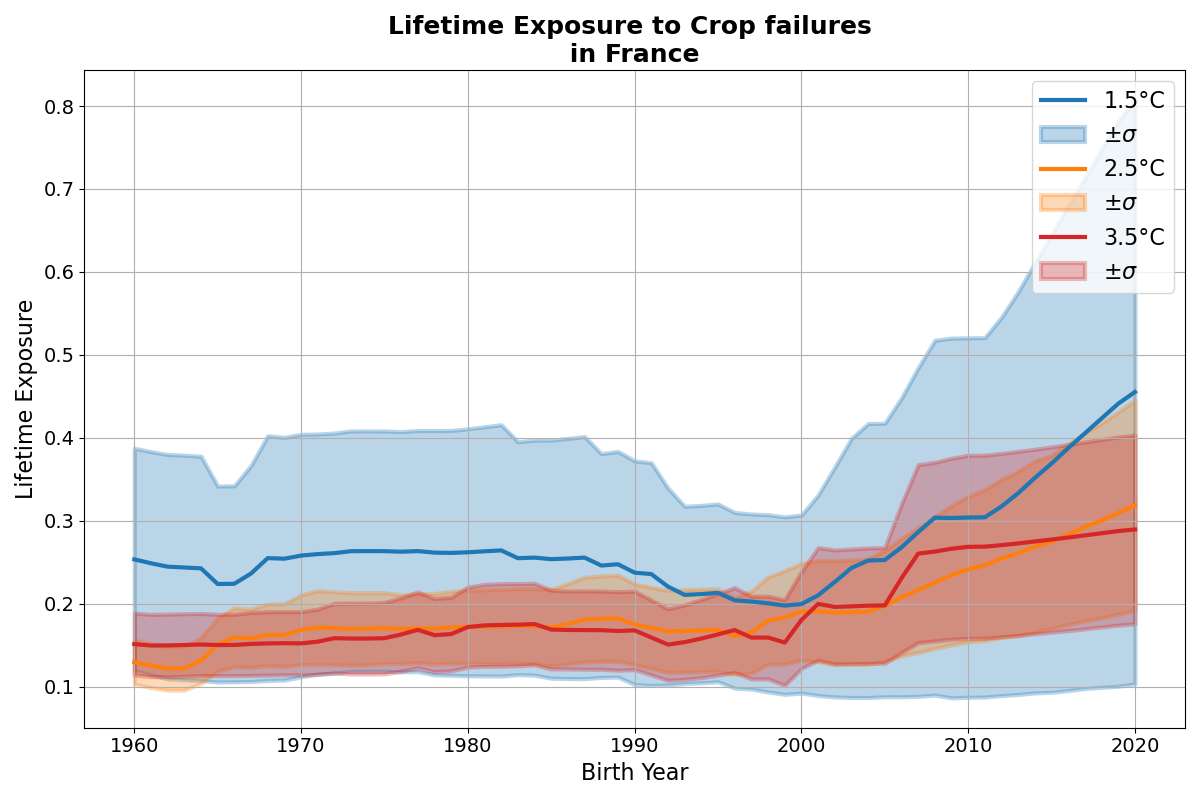 Lifetime Exposure to Crop failures
in France
Lifetime Exposure
0.8
0.7
0.6
0.5
0.4
0.3
0.2
0.1
1.5°C
±σ
2.5°C
±σ
3.5°C
±σ
1960 1970 1980 1990 2000 2010 2020
Birth Year